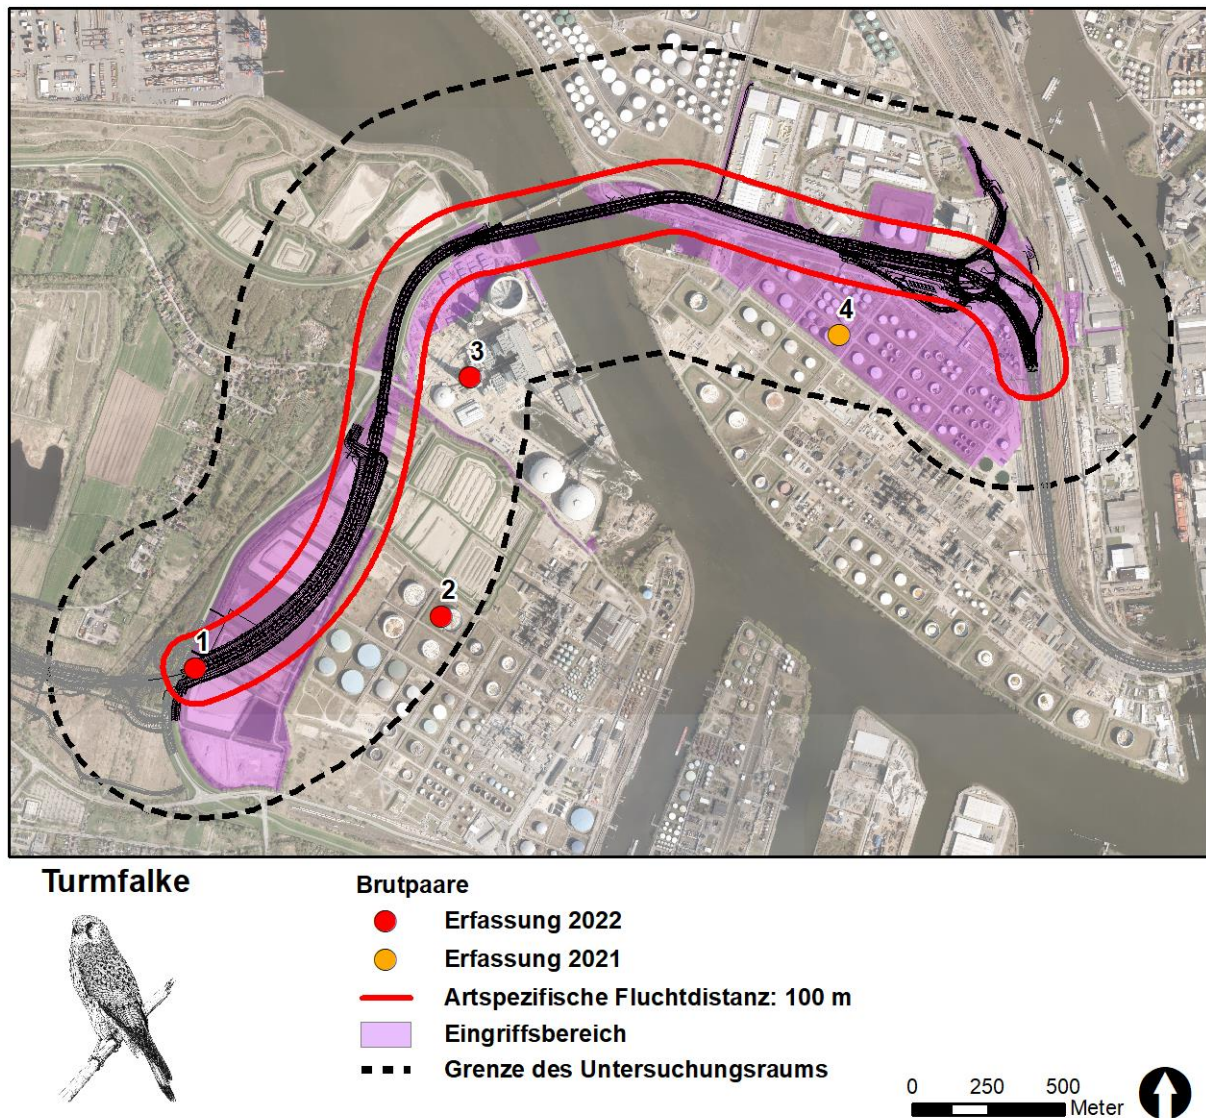 3
4
2
1
Turmfalke
Brutpaare
Erfassung 2022
Erfassung 2021
Artspezifische Fluchtdistanz: 100 m
Eingriffsbereich
Grenze des Untersuchungsraums
0 250 500
Meter